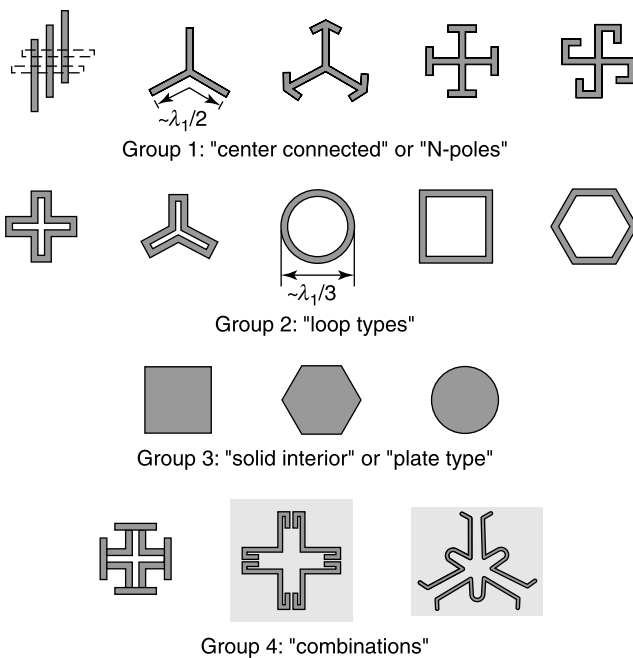 ~λ₁/2
Group 1: "center connected" or "N-poles"
~λ₁/3
Group 2: "loop types"
Group 3: "solid interior" or "plate type"
Group 4: "combinations"